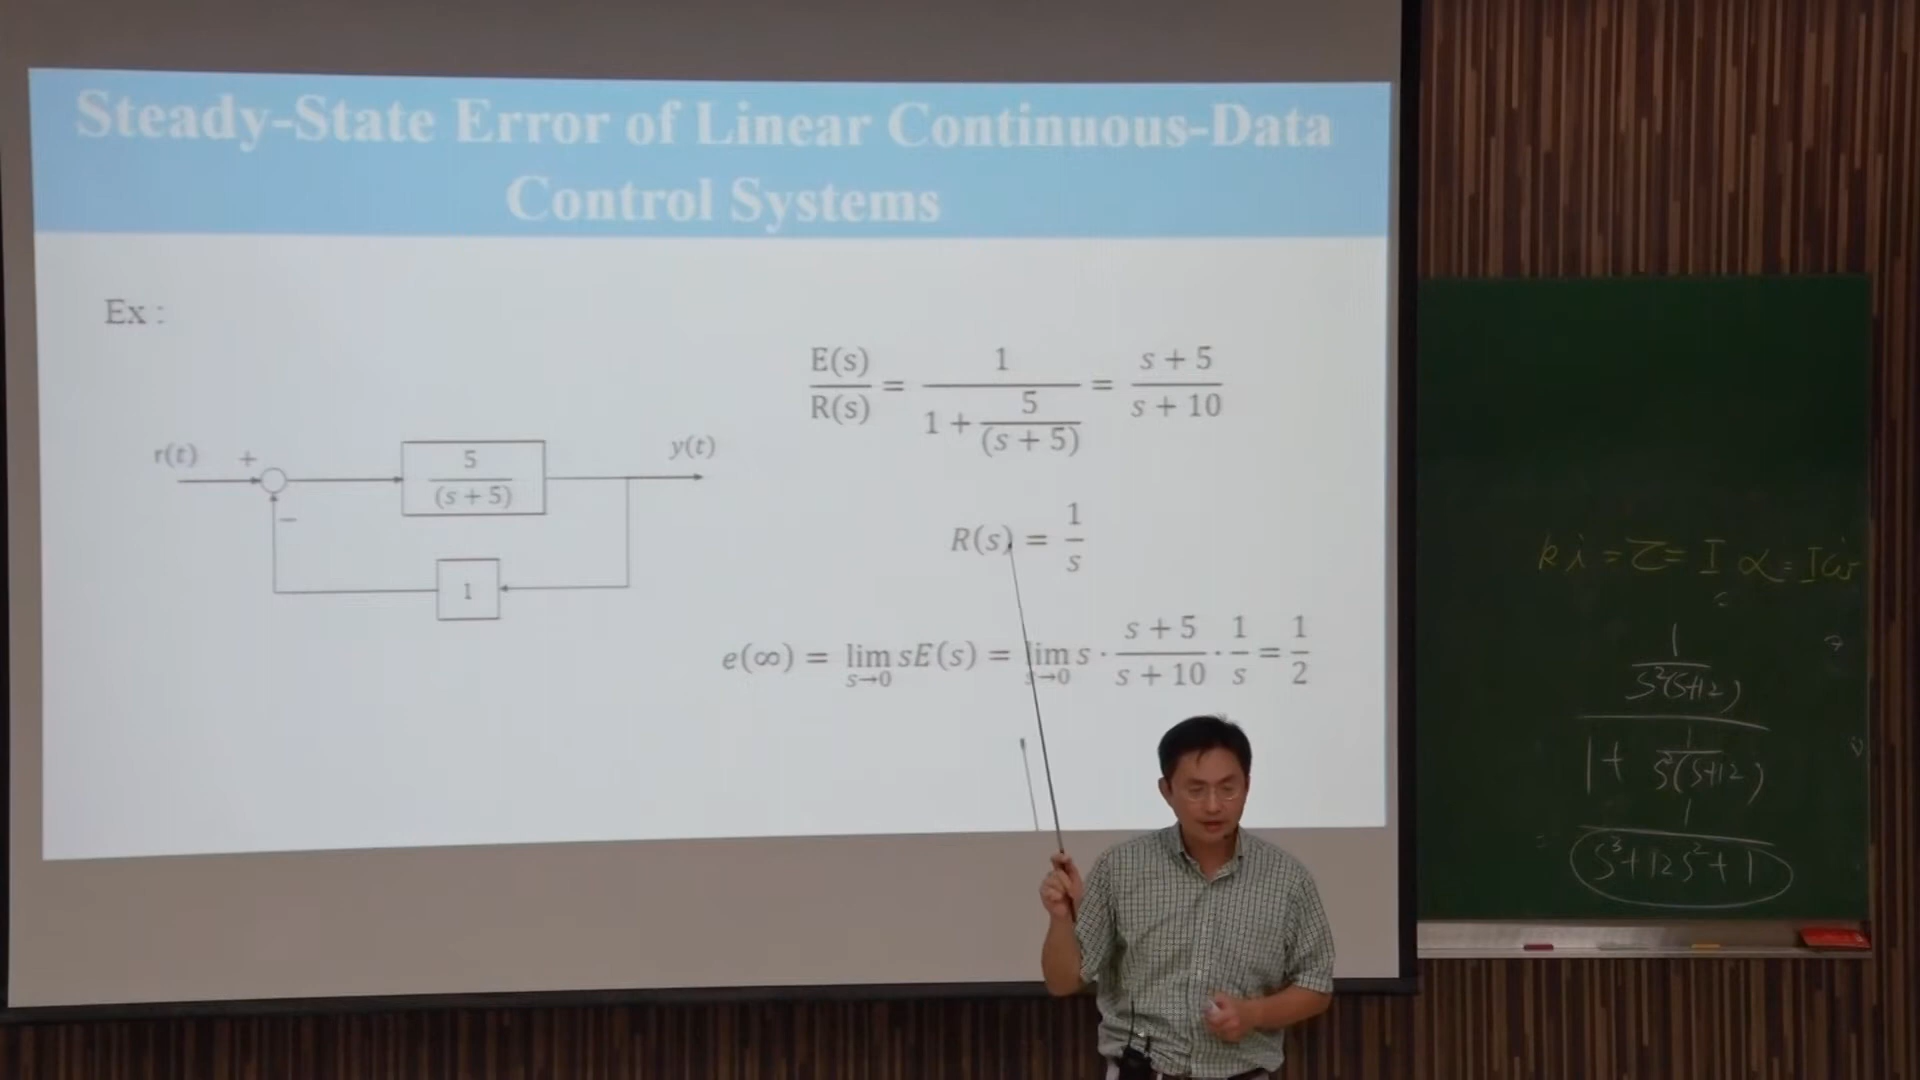 Steady-State Error of Linear Continuous-Data
Control Systems
Ex :
r(t)
+
−
5
(s + 5)
y(t)
1
E(s)/R(s) = 1/(1 + 5/(s + 5)) = (s + 5)/(s + 10)
R(s) = 1/s
e(∞) = lim s→0 sE(s) = lim s→0 s · (s + 5)/(s + 10) · 1/s = 1/2
ki = τ = I α = Iω̇
1
s²(s+12)
1 + 1/(s²(s+12))
= 1
s³+12s²+1